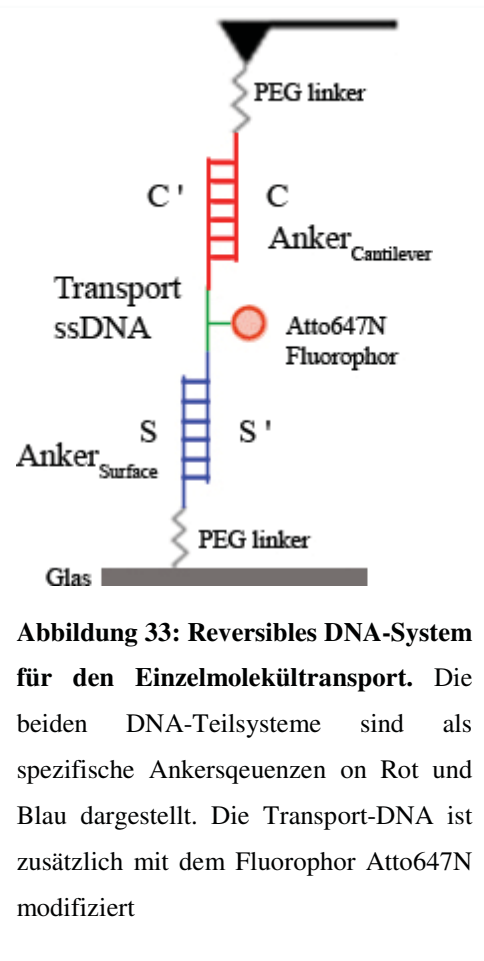 PEG linker
C' C
Anker Cantilever
Transport
ssDNA
Atto647N
Fluorophor
S S'
Anker Surface
PEG linker
Glas
Abbildung 33: Reversibles DNA-System
für den Einzelmolekültransport. Die
beiden DNA-Teilsysteme sind als
spezifische Ankersqeuenzen on Rot und
Blau dargestellt. Die Transport-DNA ist
zusätzlich mit dem Fluorophor Atto647N
modifiziert